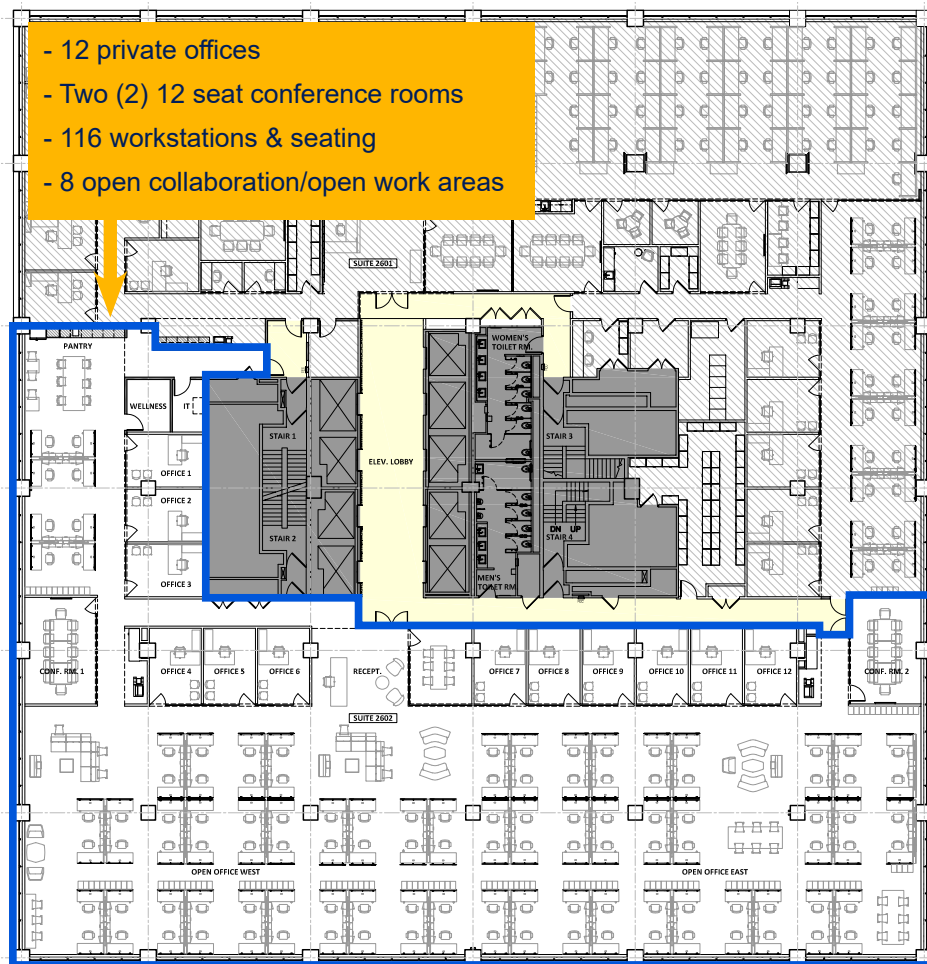 - 12 private offices
- Two (2) 12 seat conference rooms
- 116 workstations & seating
- 8 open collaboration/open work areas
SUITE 2601
PANTRY
WOMEN'S
TOILET RM.
WELLNESS
IT
STAIR 1
STAIR 3
ELEV. LOBBY
OFFICE 1
OFFICE 2
DN UP
STAIR 2
STAIR 4
OFFICE 3
MEN'S
TOILET RM
CONF. RM. 1
OFFICE 4
OFFICE 5
OFFICE 6
RECEPT.
OFFICE 7
OFFICE 8
OFFICE 9
OFFICE 10
OFFICE 11
OFFICE 12
CONF. RM. 2
SUITE 2602
OPEN OFFICE WEST
OPEN OFFICE EAST